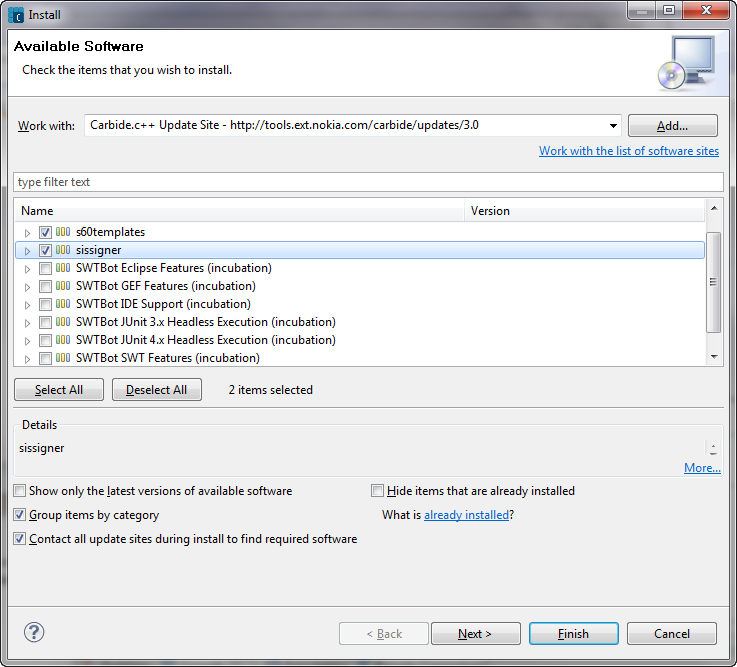 Install
Available Software
Check the items that you wish to install.
Work with: Carbide.c++ Update Site - http://tools.ext.nokia.com/carbide/updates/3.0 Add...
Work with the list of software sites
type filter text
Name Version
s60templates
sissigner
SWTBot Eclipse Features (incubation)
SWTBot GEF Features (incubation)
SWTBot IDE Support (incubation)
SWTBot JUnit 3.x Headless Execution (incubation)
SWTBot JUnit 4.x Headless Execution (incubation)
SWTBot SWT Features (incubation)
Select All Deselect All 2 items selected
Details
sissigner
More...
Show only the latest versions of available software Hide items that are already installed
Group items by category What is already installed?
Contact all update sites during install to find required software
? < Back Next > Finish Cancel